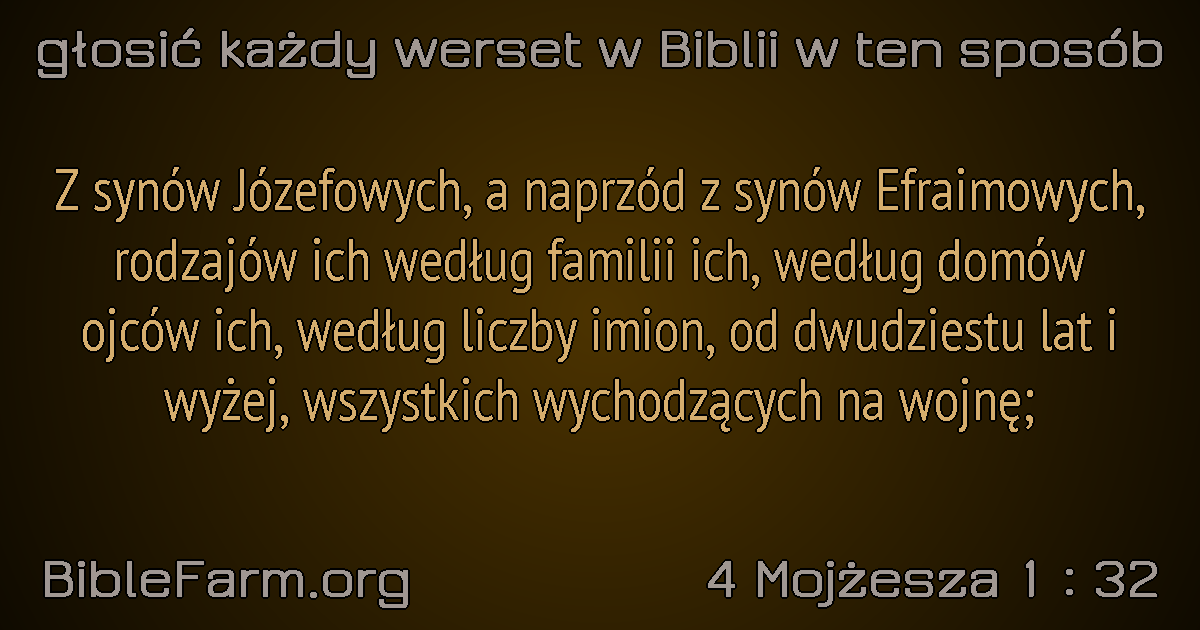 głosić każdy werset w Biblii w ten sposób
Z synów Józefowych, a naprzód z synów Efraimowych,
rodzajów ich według familii ich, według domów
ojców ich, według liczby imion, od dwudziestu lat i
wyżej, wszystkich wychodzących na wojnę;
BibleFarm.org
4 Mojżesza 1 : 32